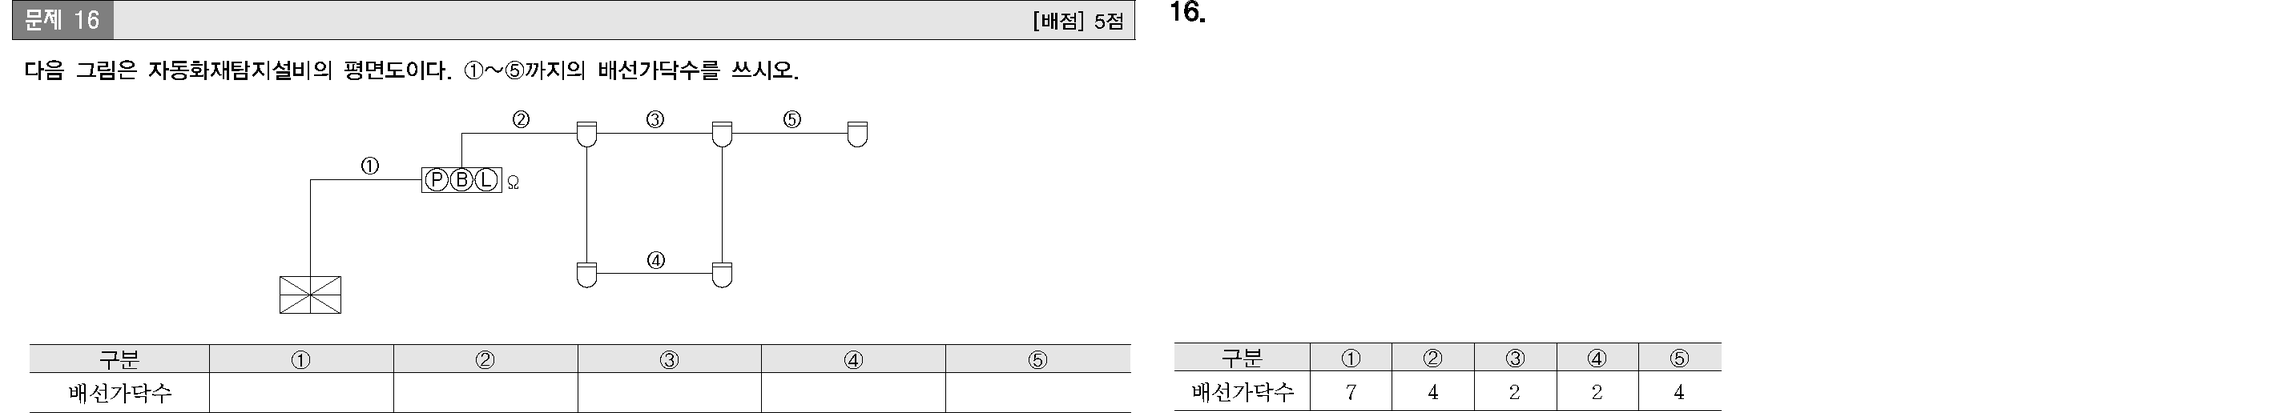 문제 16
[배점] 5점
다음 그림은 자동화재탐지설비의 평면도이다. ①~⑤까지의 배선가닥수를 쓰시오.
② ③ ⑤
①
P B L Ω
④
구분 ① ② ③ ④ ⑤
배선가닥수
16.
구분 ① ② ③ ④ ⑤
배선가닥수 7 4 2 2 4